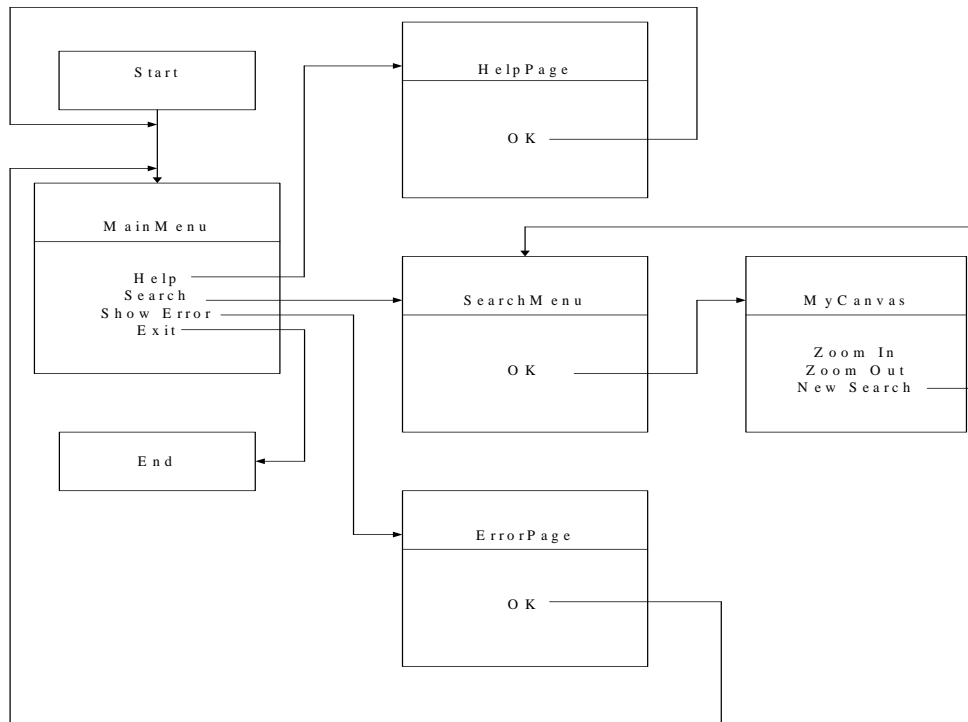 Start
MainMenu
Help
Search
Show Error
Exit
End
HelpPage
OK
SearchMenu
OK
MyCanvas
Zoom In
Zoom Out
New Search
ErrorPage
OK